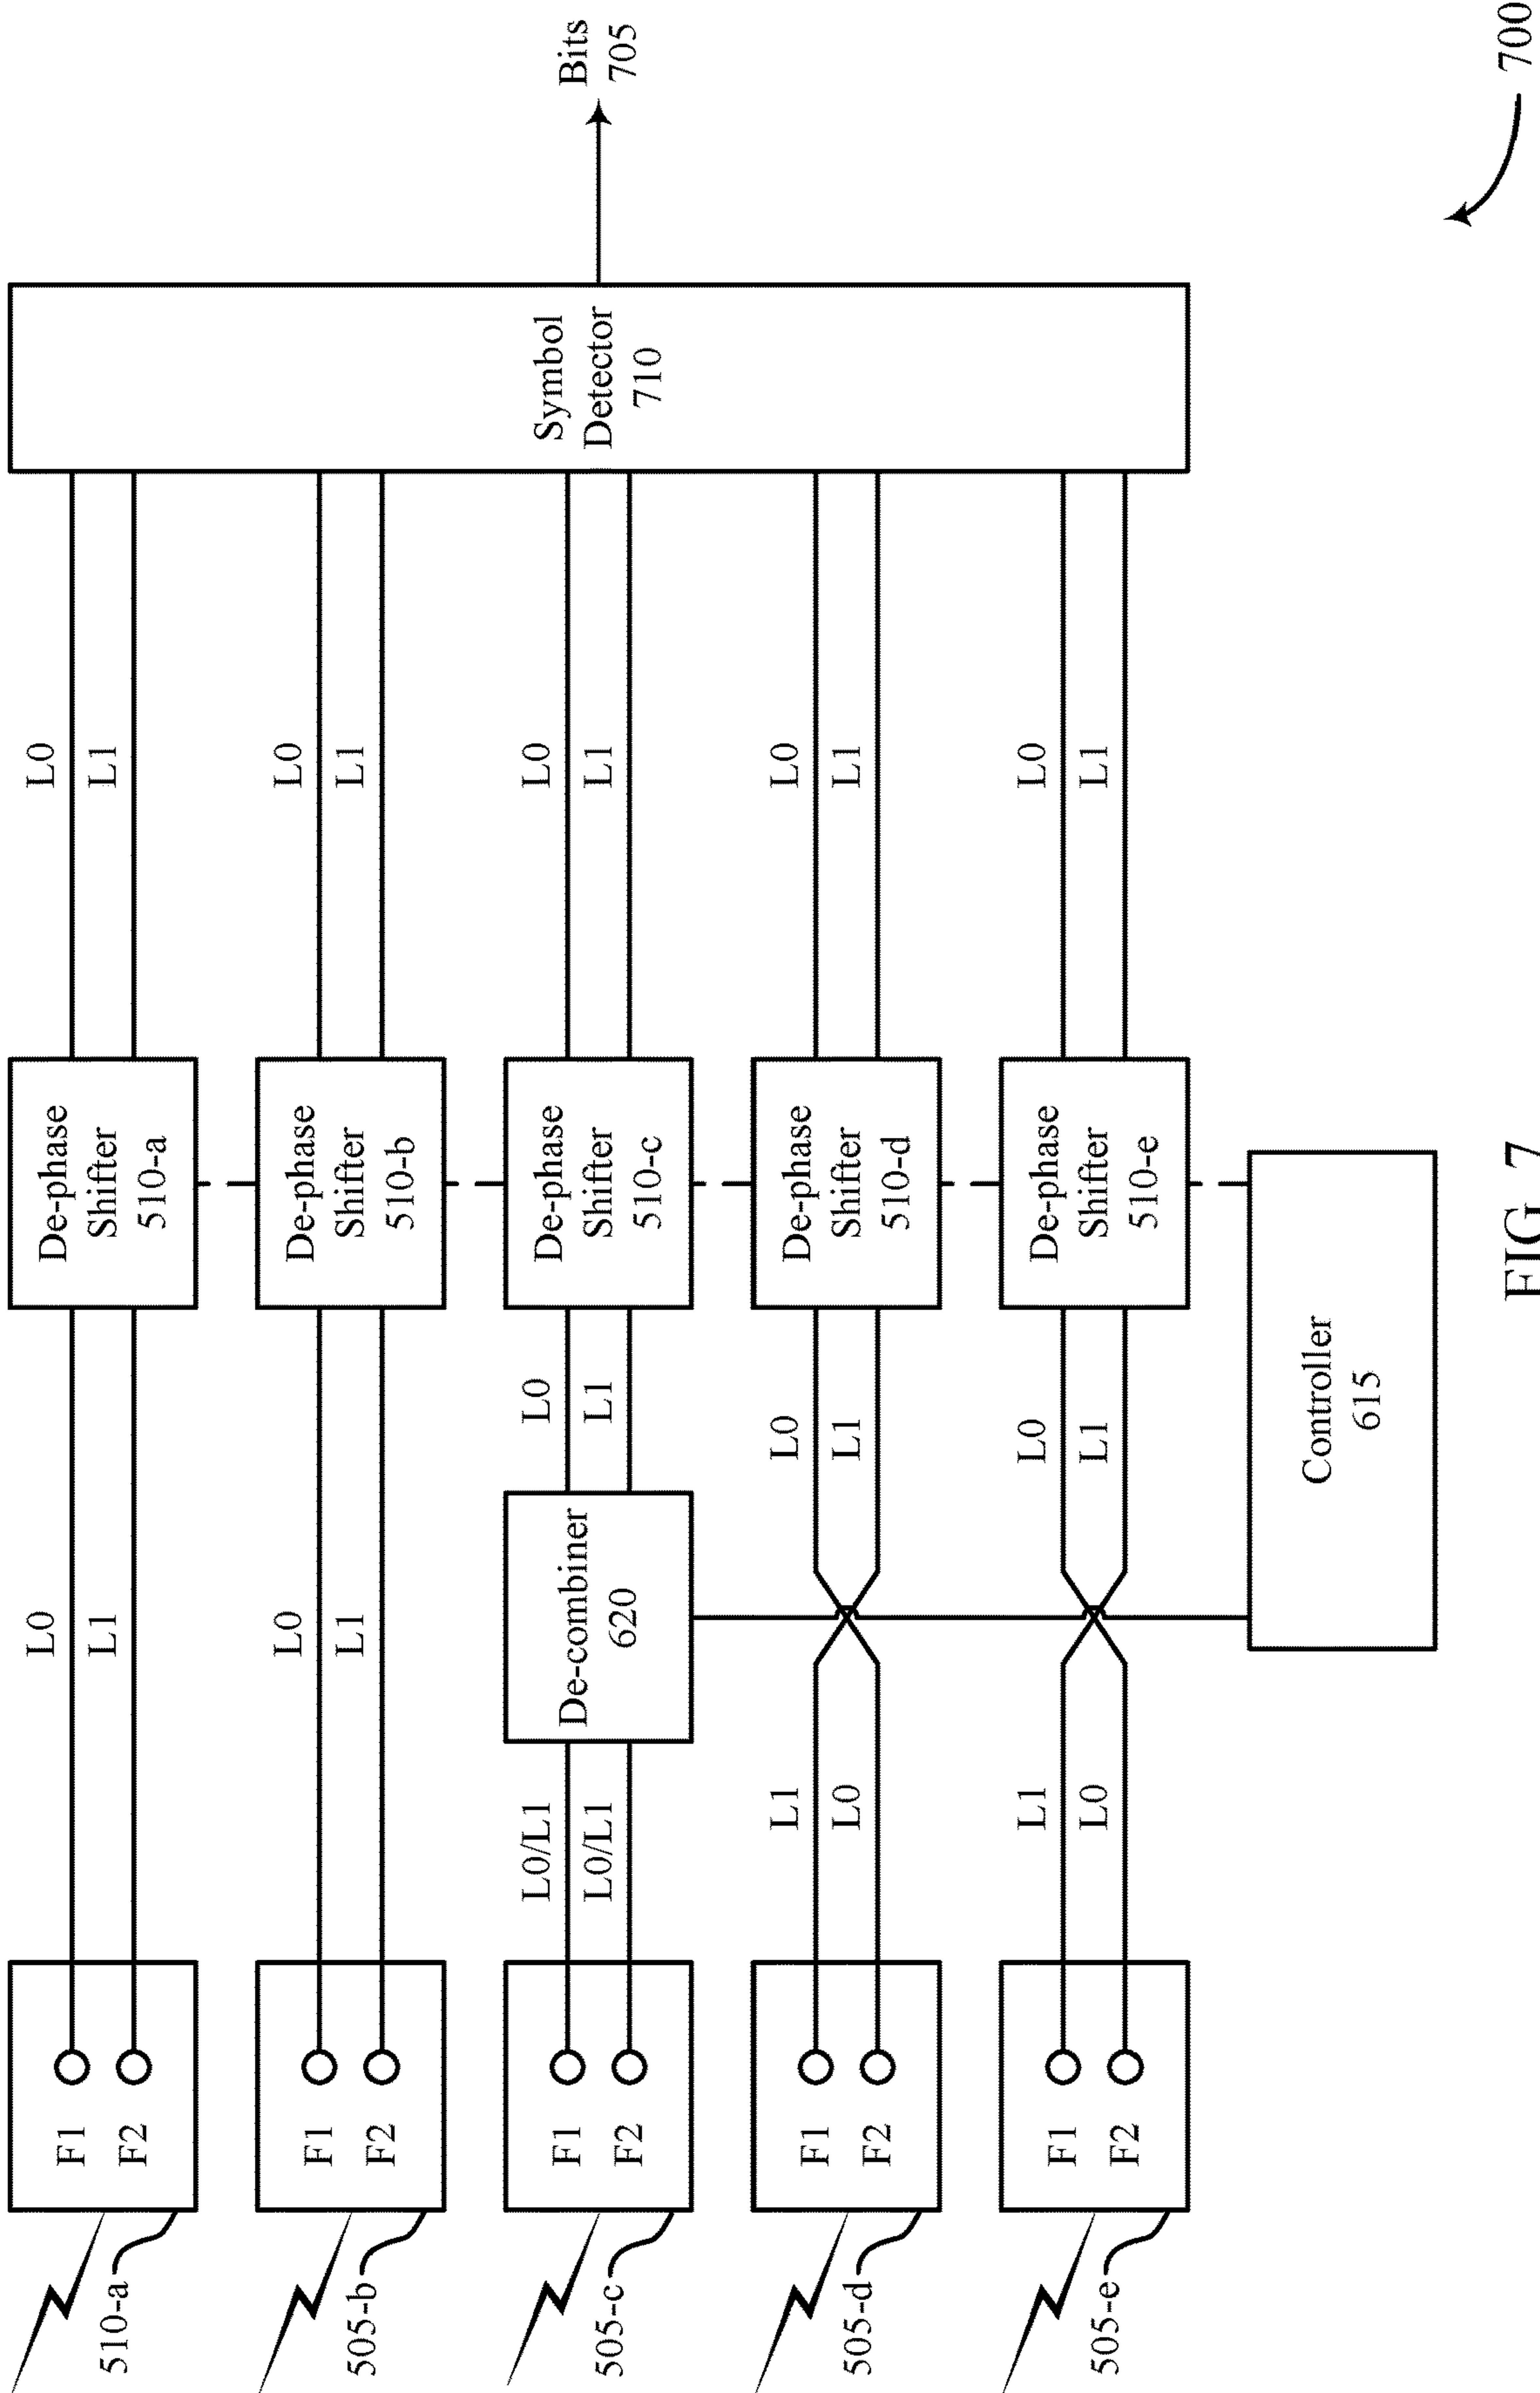 510-a
F1
F2
L0
L1
De-phase
Shifter
510-a
L0
L1
505-b
F1
F2
L0
L1
De-phase
Shifter
510-b
L0
L1
505-c
F1
F2
L0/L1
L0/L1
De-combiner
620
L0
L1
De-phase
Shifter
510-c
L0
L1
Symbol
Detector
710
Bits
705
505-d
F1
F2
L1
L0
L0
L1
De-phase
Shifter
510-d
L0
L1
505-e
F1
F2
L1
L0
L0
L1
De-phase
Shifter
510-e
L0
L1
Controller
615
700
FIG. 7